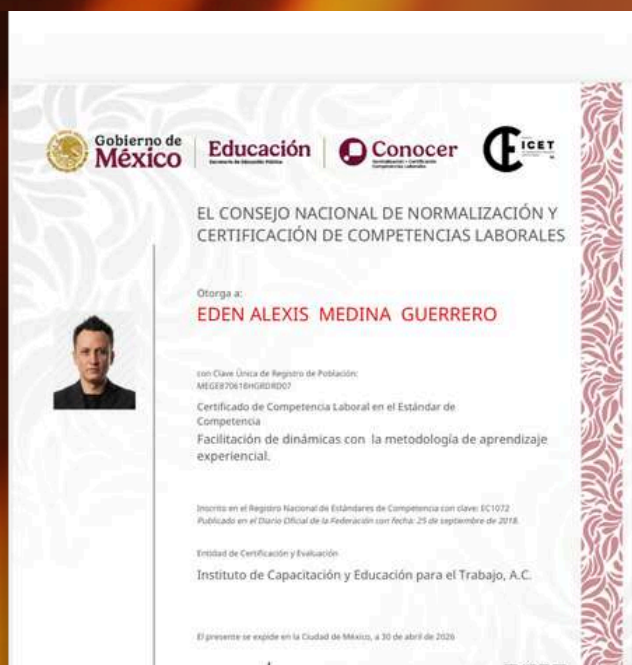 Gobierno de
México
Educación
Secretaría de Educación Pública
Conocer
ICET
EL CONSEJO NACIONAL DE NORMALIZACIÓN Y
CERTIFICACIÓN DE COMPETENCIAS LABORALES
Otorga a:
EDEN ALEXIS MEDINA GUERRERO
con Clave Única de Registro de Población:
MEGE870618HGRDRD07
Certificado de Competencia Laboral en el Estándar de
Competencia
Facilitación de dinámicas con la metodología de aprendizaje
experiencial.
Inscrito en el Registro Nacional de Estándares de Competencia con clave: EC1072
Publicado en el Diario Oficial de la Federación con fecha: 25 de septiembre de 2018.
Entidad de Certificación y Evaluación
Instituto de Capacitación y Educación para el Trabajo, A.C.
El presente se expide en la Ciudad de México, a 30 de abril de 2026